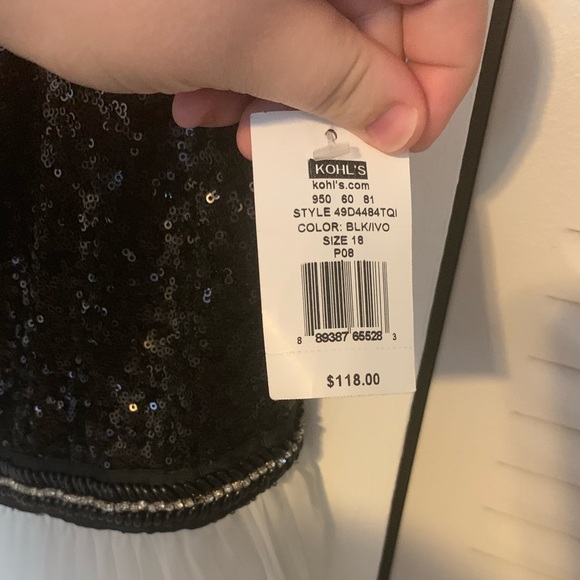 KOHL'S
kohl's.com
950 60 81
STYLE 49D4484TQI
COLOR: BLK/IVO
SIZE 18
P08
8 89387 65528 3
$118.00